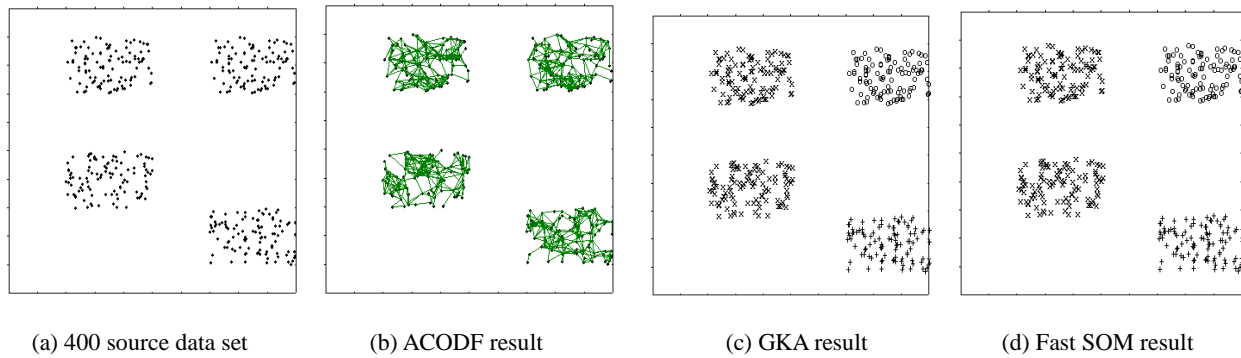 (a) 400 source data set
(b) ACODF result
(c) GKA result
(d) Fast SOM result